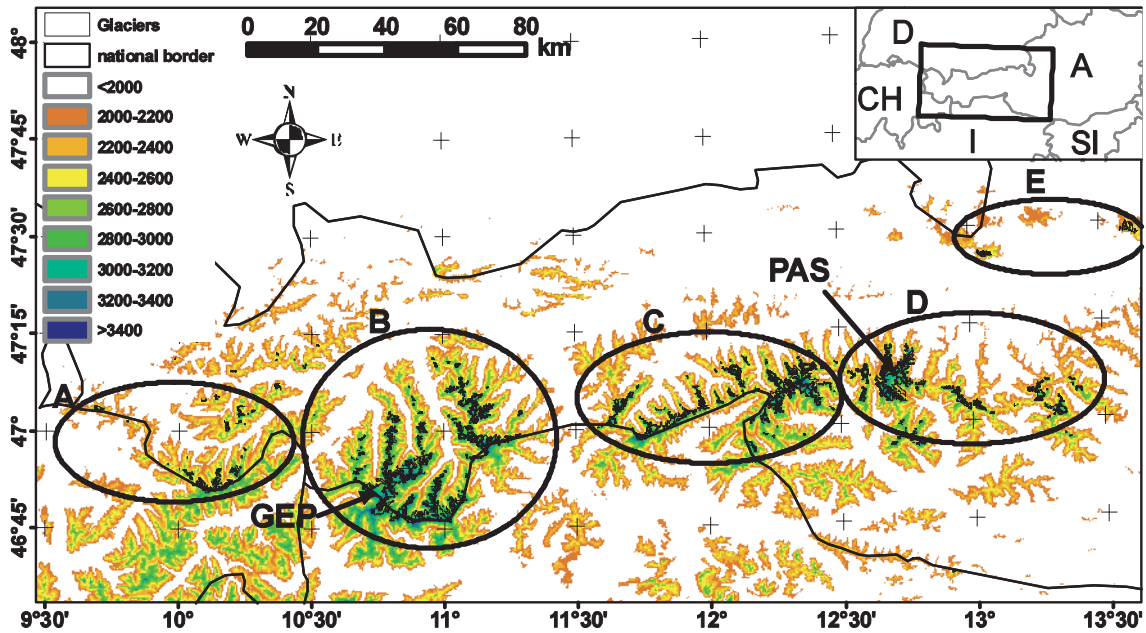 Glaciers
national border
<2000
2000-2200
2200-2400
2400-2600
2600-2800
2800-3000
3000-3200
3200-3400
>3400
0 20 40 60 80
km
N
W E
S
D
A
CH
I
SI
E
PAS
D
C
B
A
GEP
48°
47°45'
47°30'
47°15'
47°
46°45'
9°30' 10° 10°30' 11° 11°30' 12° 12°30' 13° 13°30'